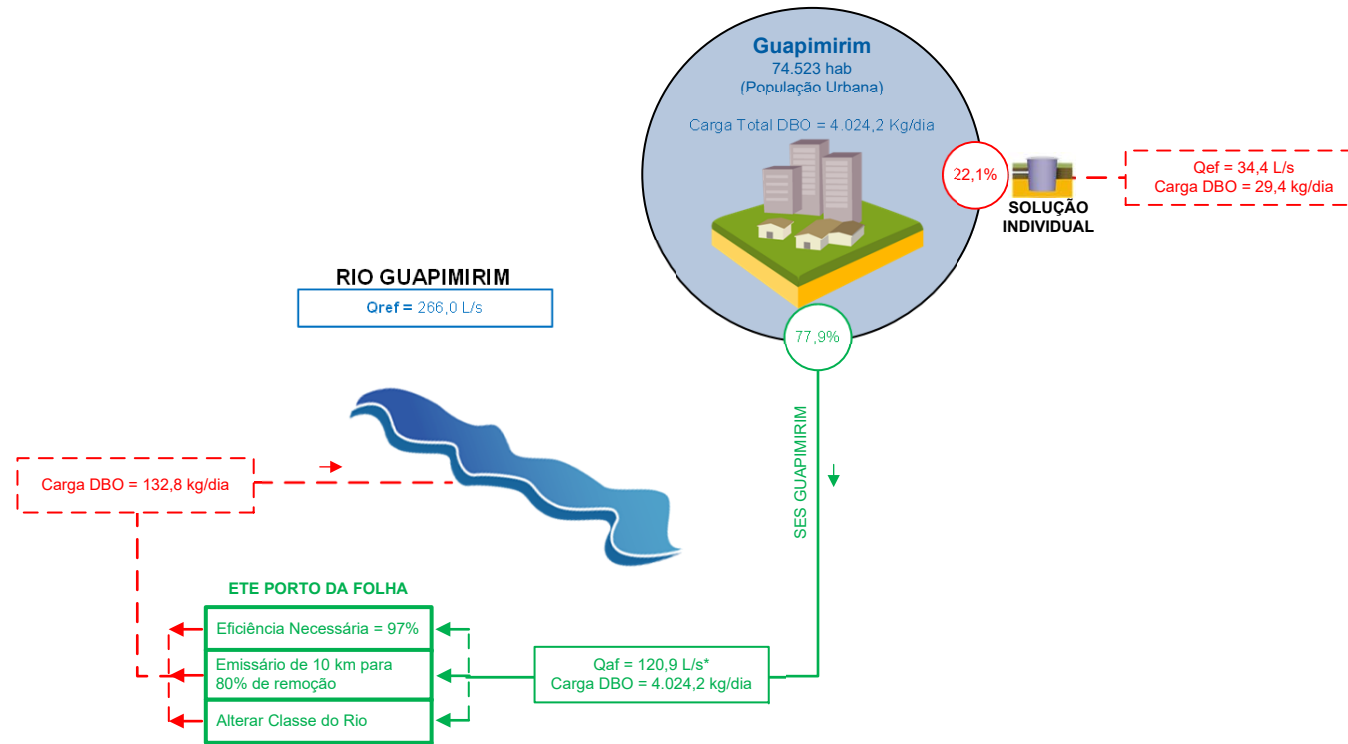 Guapimirim
74.523 hab
(População Urbana)
Carga Total DBO = 4.024,2 Kg/dia
22,1%
SOLUÇÃO
INDIVIDUAL
Qef = 34,4 L/s
Carga DBO = 29,4 kg/dia
RIO GUAPIMIRIM
Qref = 266,0 L/s
77,9%
SES GUAPIMIRIM
Carga DBO = 132,8 kg/dia
ETE PORTO DA FOLHA
Eficiência Necessária = 97%
Emissário de 10 km para
80% de remoção
Alterar Classe do Rio
Qaf = 120,9 L/s*
Carga DBO = 4.024,2 kg/dia